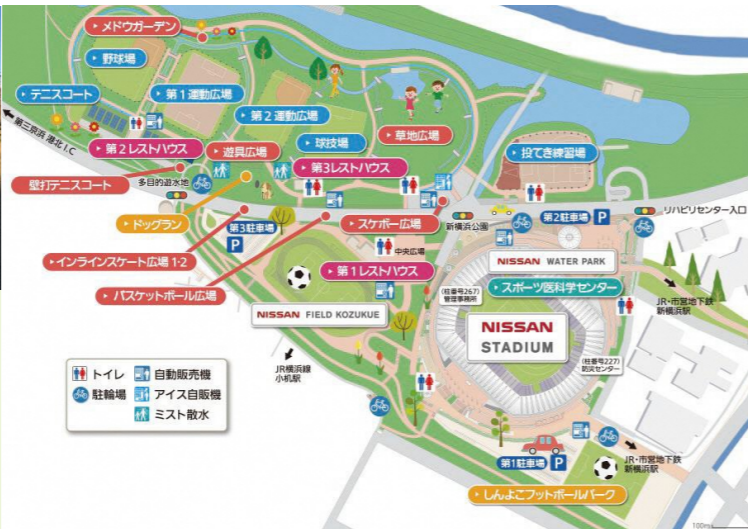 メドウガーデン
野球場
テニスコート
第1運動広場
第2運動広場
第三京浜 港北 I.C
第2レストハウス
遊具広場
球技場
草地広場
投てき練習場
第3レストハウス
壁打テニスコート
多目的遊水地
リハビリセンター入口
ドッグラン
第3駐車場
P
スケボー広場
新横浜公園
第2駐車場
P
中央広場
インラインスケート広場 1・2
第1レストハウス
NISSAN WATER PARK
バスケットボール広場
(柱番号267)
管理事務所
スポーツ医科学センター
JR・市営地下鉄
新横浜駅
NISSAN FIELD KOZUKUE
NISSAN
STADIUM
JR横浜線
小机駅
(柱番号227)
防災センター
トイレ
自動販売機
駐輪場
アイス自販機
ミスト散水
第1駐車場
P
JR・市営地下鉄
新横浜駅
しんよこフットボールパーク
100m